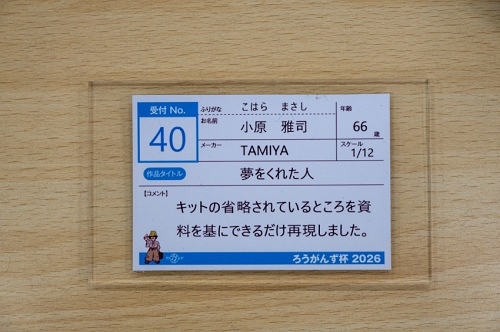 受付 No.
40
ふりがな こはら まさし
お名前 小原 雅司
年齢
66 歳
メーカー TAMIYA
スケール
1/12
作品タイトル 夢をくれた人
【コメント】
キットの省略されているところを資
料を基にできるだけ再現しました。
ろうがんず杯 2026